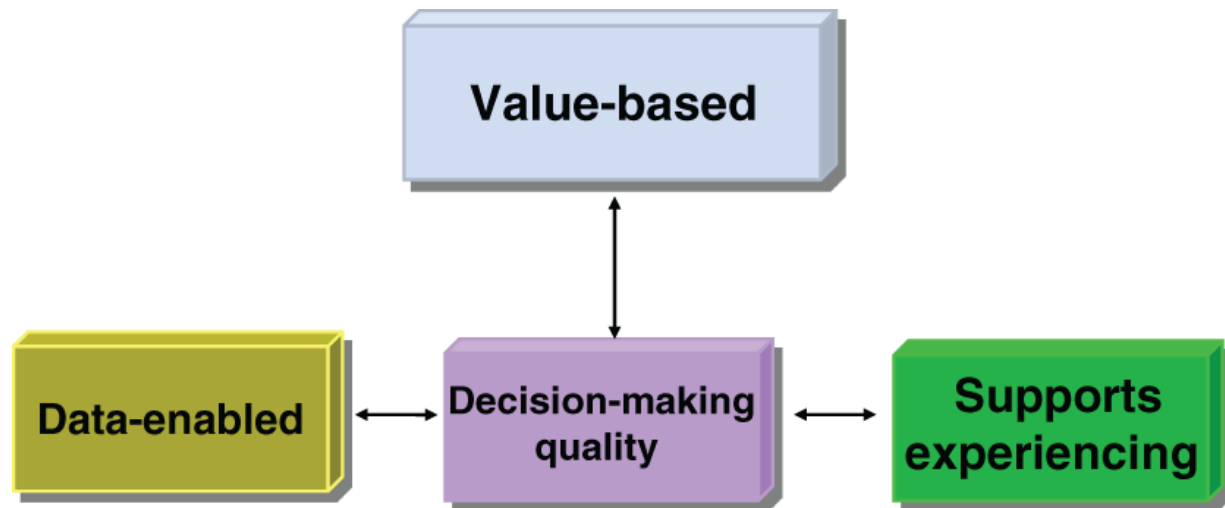 Value-based
Data-enabled
Decision-making
quality
Supports
experiencing